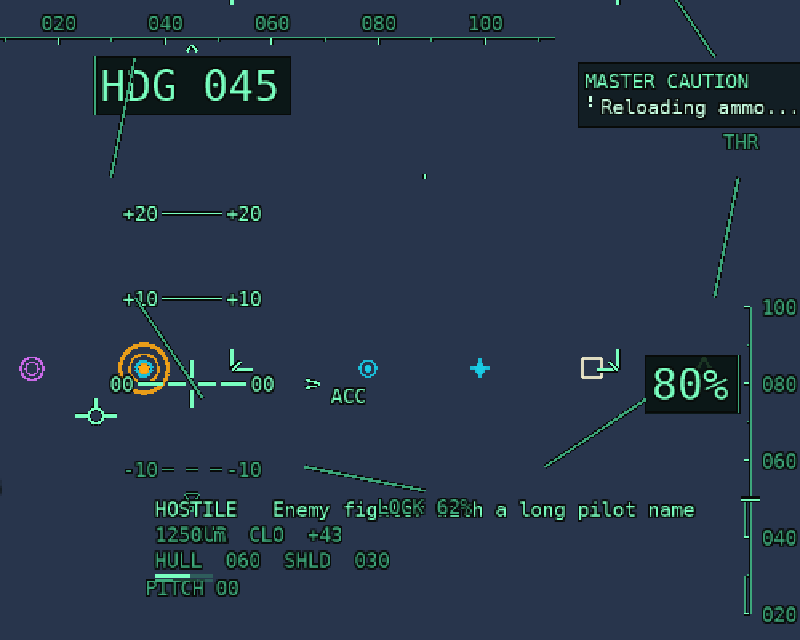 020 040 060 080 100
HDG 045
MASTER CAUTION
! Reloading ammo...
THR
+20 +20
+10 +10
100
00 00
ACC
80%
080
-10 -10
060
LOCK 62%
HOSTILE Enemy a long pilot name
CLO +43
040
HULL 060 SHLD 030
PITCH 00
020